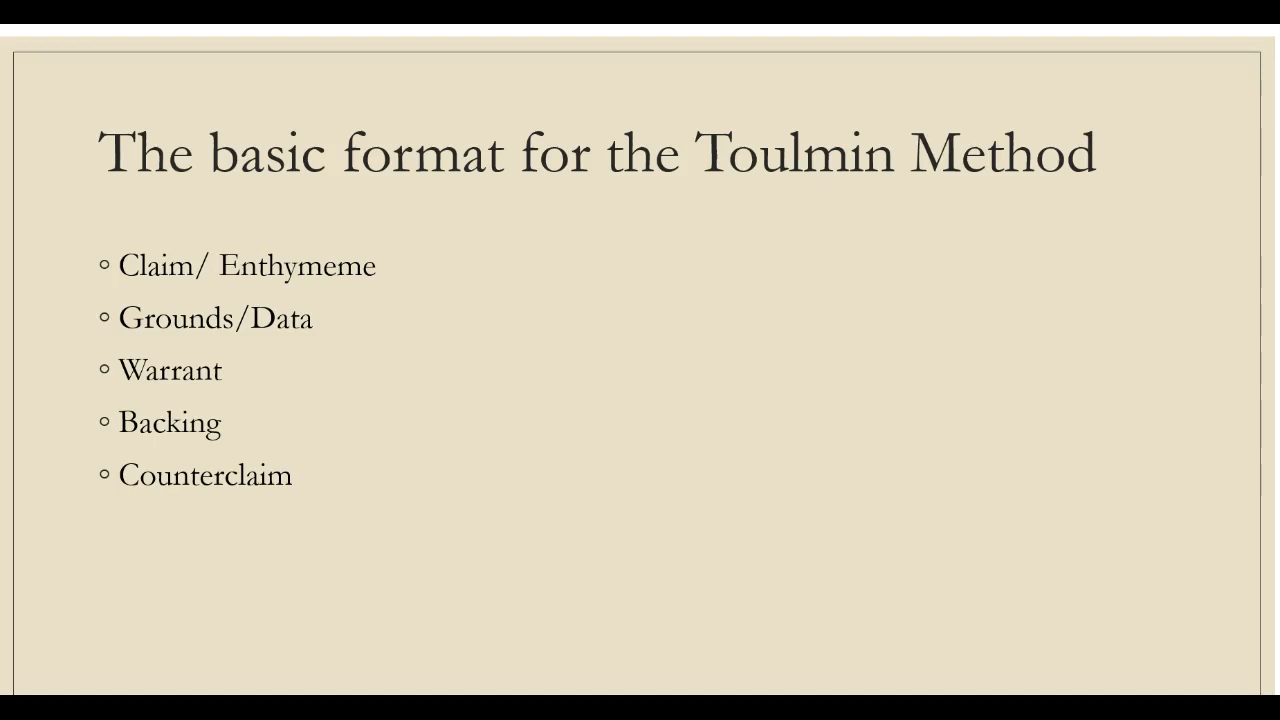 The basic format for the Toulmin Method
◦ Claim/ Enthymeme
◦ Grounds/Data
◦ Warrant
◦ Backing
◦ Counterclaim